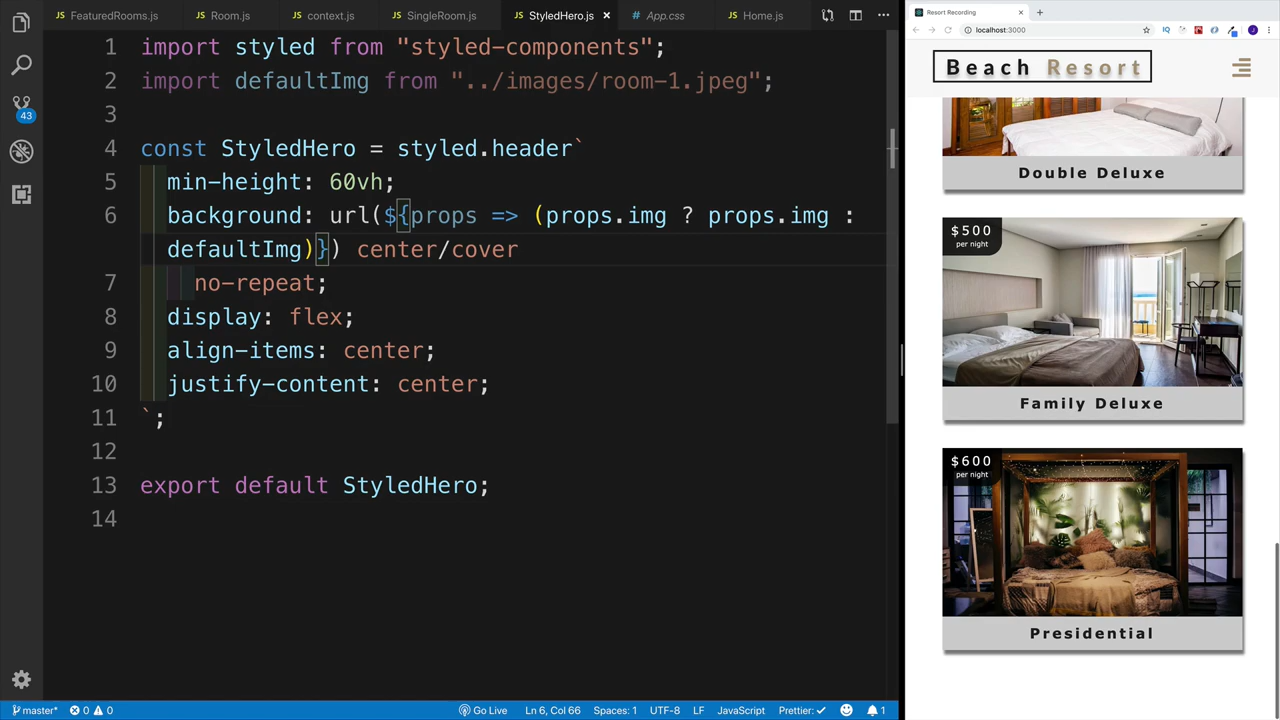 FeaturedRooms.js
Room.js
context.js
SingleRoom.js
StyledHero.js
App.css
Home.js
43
1 import styled from "styled-components";
2 import defaultImg from "../images/room-1.jpeg";
3
4 const StyledHero = styled.header`
5 min-height: 60vh;
6 background: url(${props => (props.img ? props.img :
defaultImg)}) center/cover
7 no-repeat;
8 display: flex;
9 align-items: center;
10 justify-content: center;
11 `;
12
13 export default StyledHero;
14
master*
0 0
Go Live
Ln 6, Col 66
Spaces: 1
UTF-8
LF
JavaScript
Prettier: ✓
1
Resort Recording
localhost:3000
IQ
J
Beach Resort
Double Deluxe
$500
per night
Family Deluxe
$600
per night
Presidential